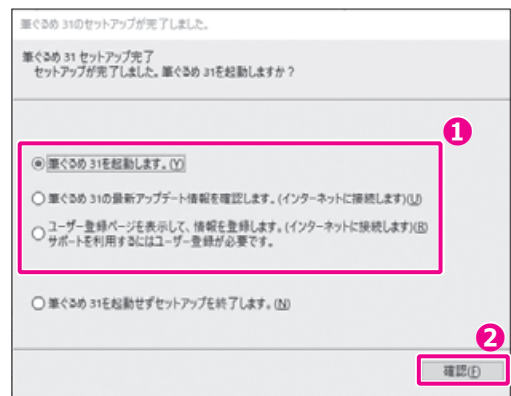 筆ぐるめ 31のセットアップが完了しました。
筆ぐるめ 31 セットアップ完了
セットアップが完了しました。筆ぐるめ 31を起動しますか？
1
筆ぐるめ 31を起動します。(Y)
筆ぐるめ 31の最新アップデート情報を確認します。(インターネットに接続します)(U)
ユーザー登録ページを表示して、情報を登録します。(インターネットに接続します)(R)
サポートを利用するにはユーザー登録が必要です。
筆ぐるめ 31を起動せずセットアップを終了します。(N)
2
確認(F)